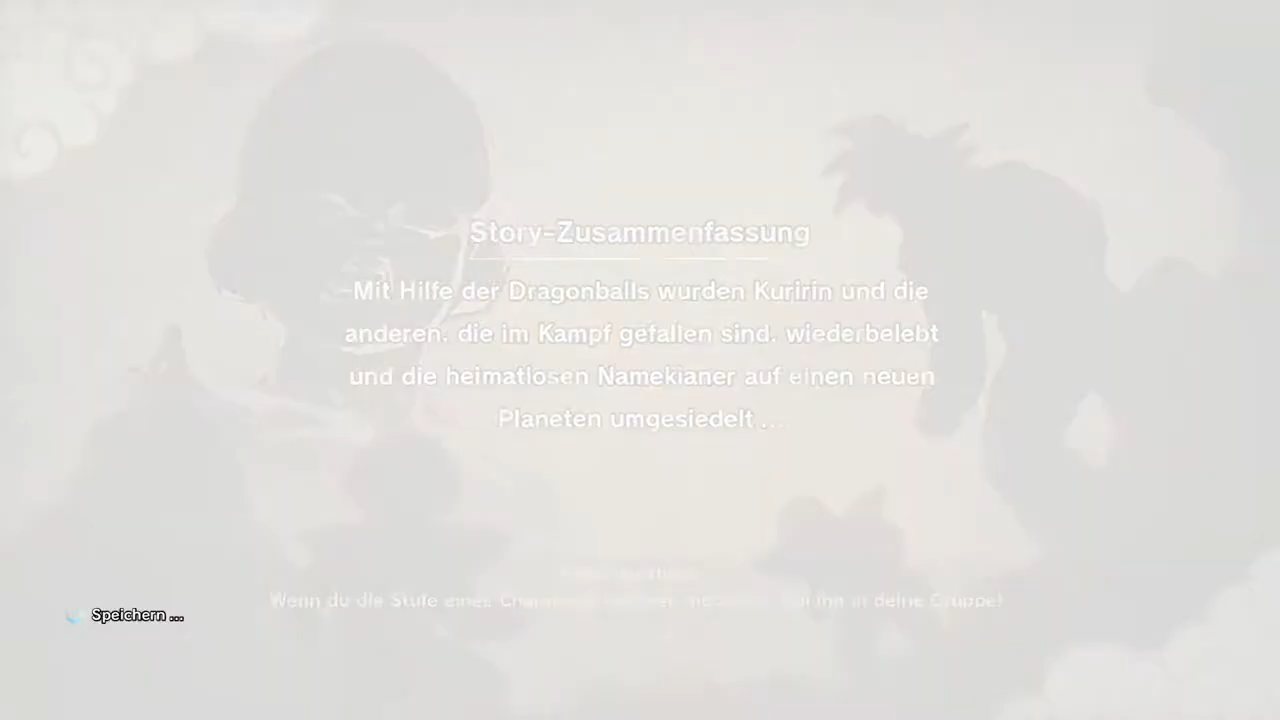 Story-Zusammenfassung
Mit Hilfe der Dragonballs wurden Kuririn und die
anderen, die im Kampf gefallen sind, wiederbelebt
und die heimatlosen Namekianer auf einen neuen
Planeten umgesiedelt ....
Wenn du die Stufe eines ihn in deine Gruppe!
Speichern ...